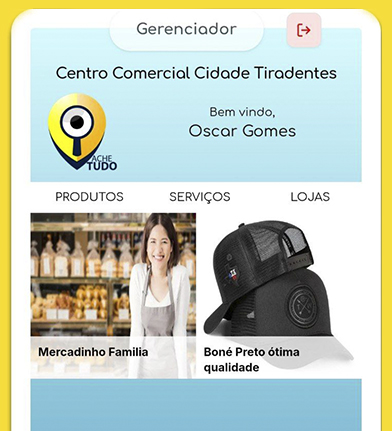 Gerenciador
Centro Comercial Cidade Tiradentes
ACHE
TUDO
Bem vindo,
Oscar Gomes
PRODUTOS SERVIÇOS LOJAS
Mercadinho Familia
Boné Preto ótima
qualidade